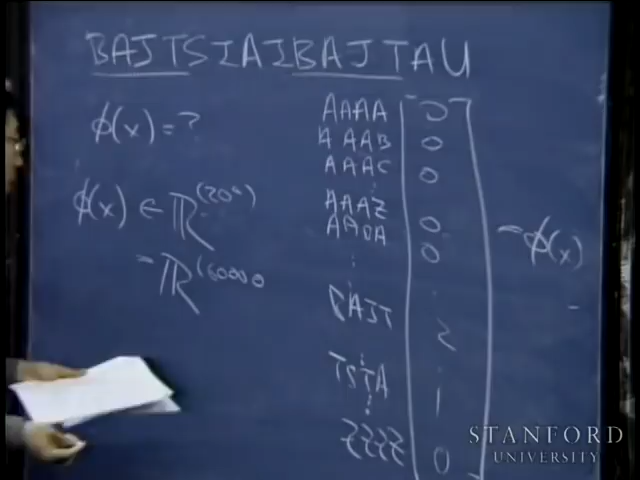 BAJTSTAIBAJTAU
ϕ(x) = ?
ϕ(x) ∈ ℝ^(20⁴)
= ℝ^160000
AAAA 0
AAAB 0
AAAC 0
AAAZ 0
AABA 0
BAJT 2
TSTA 1
ZZZZ 0
= ϕ(x)
STANFORD
UNIVERSITY